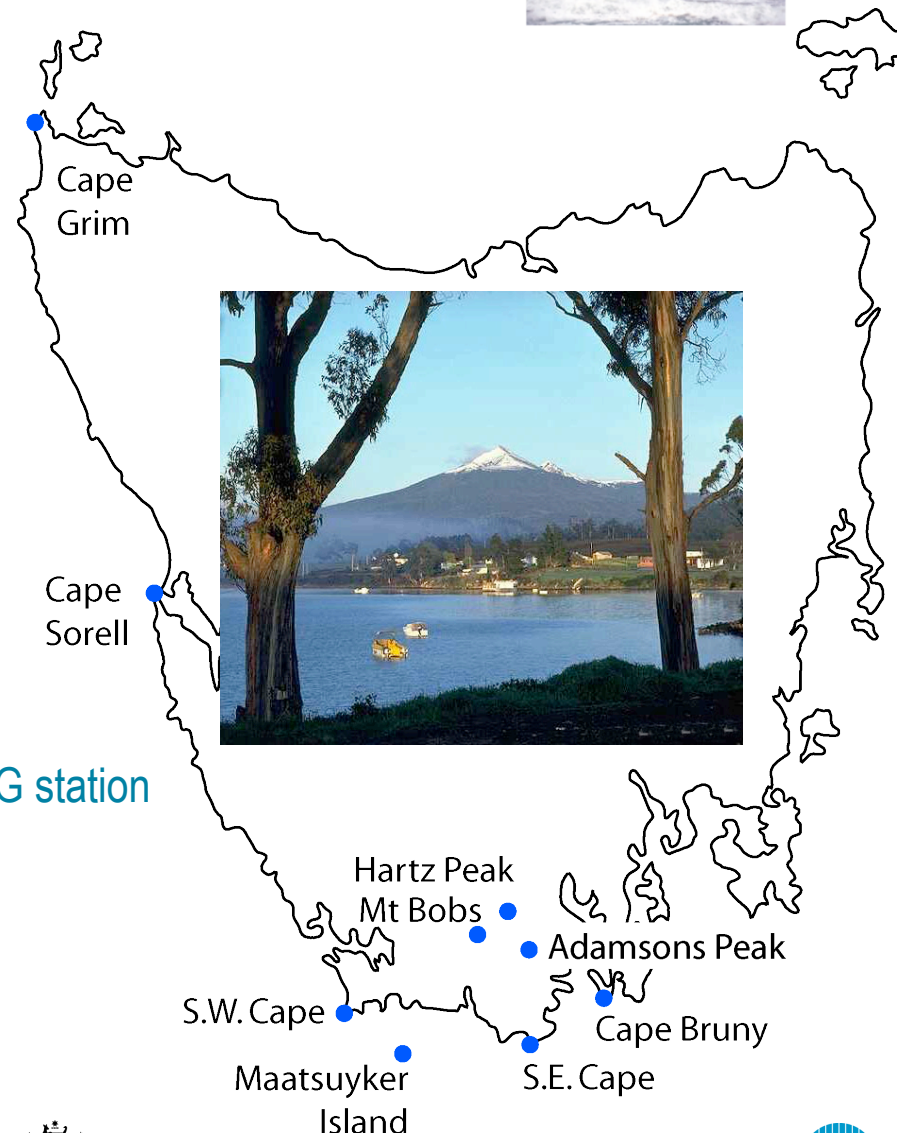 Cape
Grim
Cape
Sorell
G station
Hartz Peak
Mt Bobs
Adamsons Peak
S.W. Cape
Cape Bruny
Maatsuyker
Island
S.E. Cape